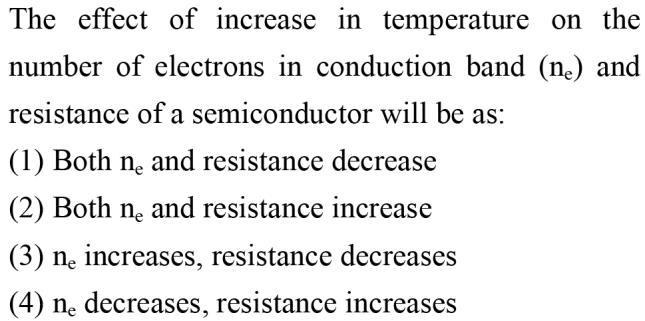 The effect of increase in temperature on the
number of electrons in conduction band (nₑ) and
resistance of a semiconductor will be as:
(1) Both nₑ and resistance decrease
(2) Both nₑ and resistance increase
(3) nₑ increases, resistance decreases
(4) nₑ decreases, resistance increases